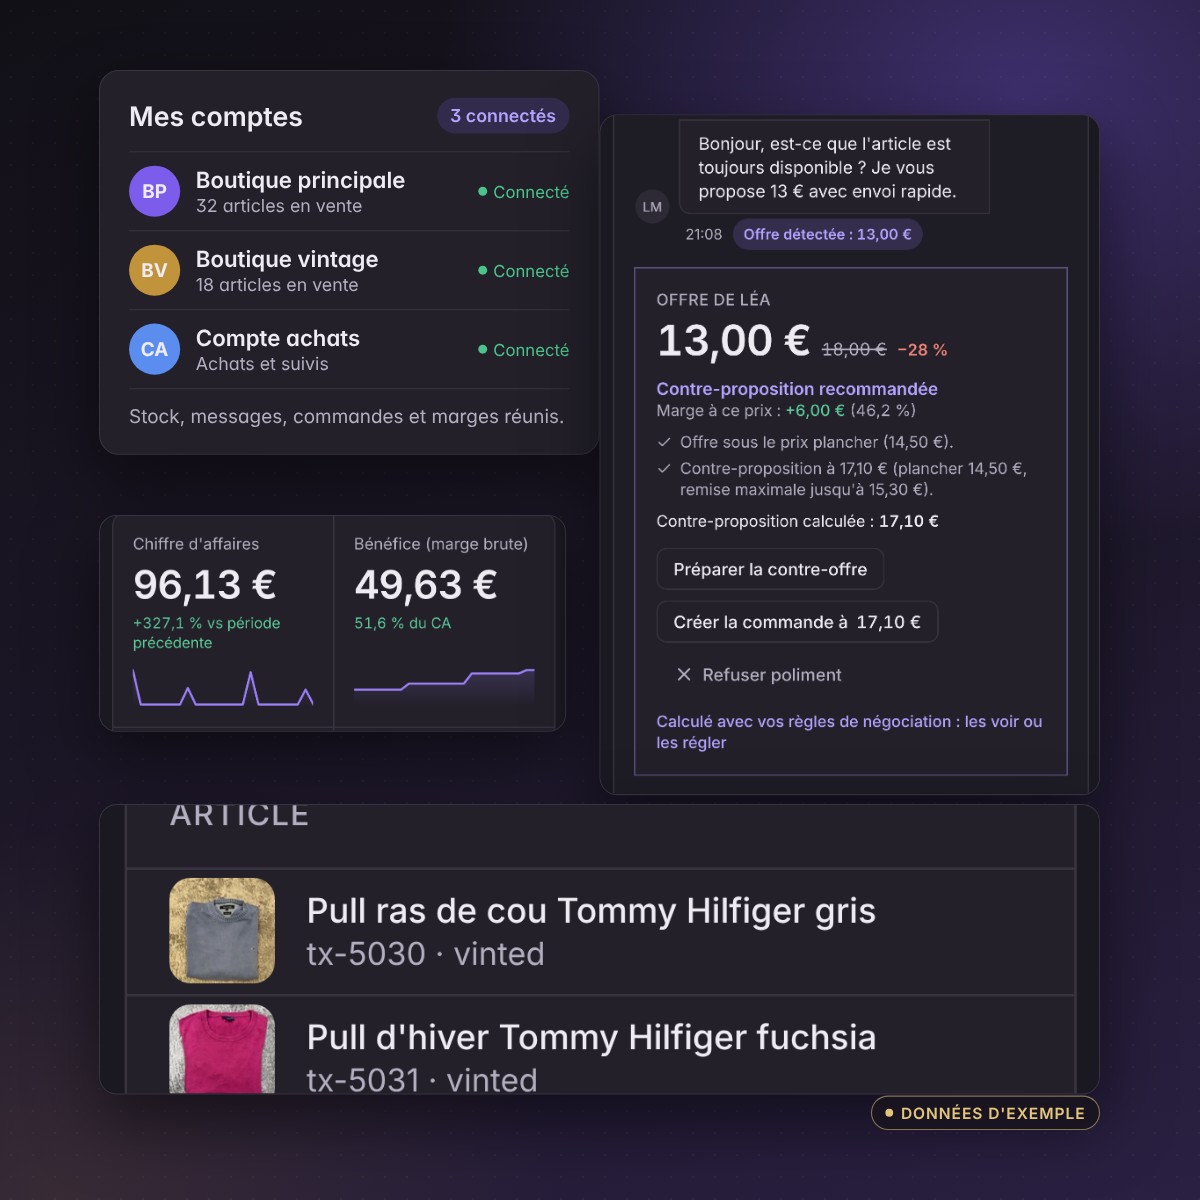 Mes comptes
3 connectés
BP
Boutique principale
32 articles en vente
Connecté
BV
Boutique vintage
18 articles en vente
Connecté
CA
Compte achats
Achats et suivis
Connecté
Stock, messages, commandes et marges réunis.
Bonjour, est-ce que l'article est
toujours disponible ? Je vous
propose 13 € avec envoi rapide.
LM
21:08
Offre détectée : 13,00 €
OFFRE DE LÉA
13,00 € 18,00 € −28 %
Contre-proposition recommandée
Marge à ce prix : +6,00 € (46,2 %)
Offre sous le prix plancher (14,50 €).
Contre-proposition à 17,10 € (plancher 14,50 €,
remise maximale jusqu'à 15,30 €).
Contre-proposition calculée : 17,10 €
Préparer la contre-offre
Créer la commande à 17,10 €
Refuser poliment
Calculé avec vos règles de négociation : les voir ou
les régler
Chiffre d'affaires
96,13 €
+327,1 % vs période
précédente
Bénéfice (marge brute)
49,63 €
51,6 % du CA
ARTICLE
Pull ras de cou Tommy Hilfiger gris
tx-5030 · vinted
Pull d'hiver Tommy Hilfiger fuchsia
tx-5031 · vinted
DONNÉES D'EXEMPLE